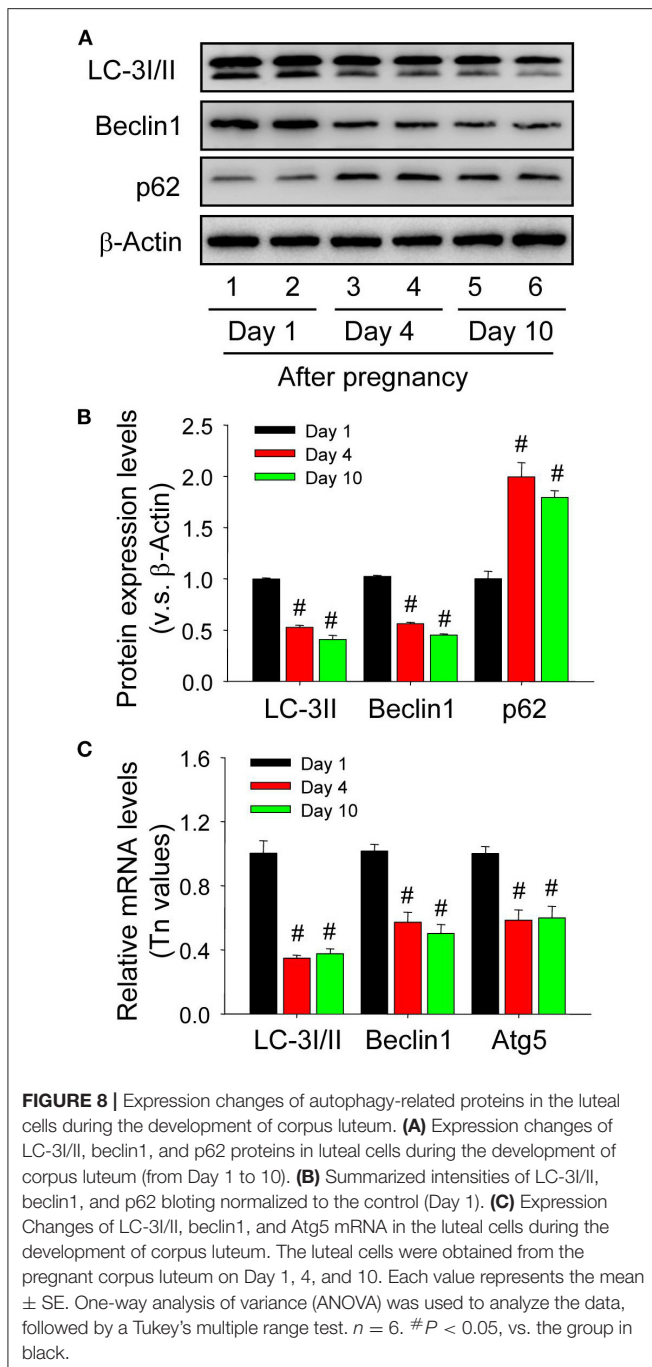 A
LC-3I/II
Beclin1
p62
β-Actin
1 2 3 4 5 6
Day 1 Day 4 Day 10
After pregnancy
B
Protein expression levels
(v.s. β-Actin)
2.5
2.0
1.5
1.0
0.5
0.0
Day 1
Day 4
Day 10
# # # # # #
LC-3II Beclin1 p62
C
Relative mRNA levels
(Tn values)
1.6
1.2
0.8
0.4
0.0
Day 1
Day 4
Day 10
# # # # # #
LC-3I/II Beclin1 Atg5
FIGURE 8 | Expression changes of autophagy-related proteins in the luteal
cells during the development of corpus luteum. (A) Expression changes of
LC-3I/II, beclin1, and p62 proteins in luteal cells during the development of
corpus luteum (from Day 1 to 10). (B) Summarized intensities of LC-3I/II,
beclin1, and p62 bloting normalized to the control (Day 1). (C) Expression
Changes of LC-3I/II, beclin1, and Atg5 mRNA in the luteal cells during the
development of corpus luteum. The luteal cells were obtained from the
pregnant corpus luteum on Day 1, 4, and 10. Each value represents the mean
± SE. One-way analysis of variance (ANOVA) was used to analyze the data,
followed by a Tukey's multiple range test. n = 6. #P < 0.05, vs. the group in
black.